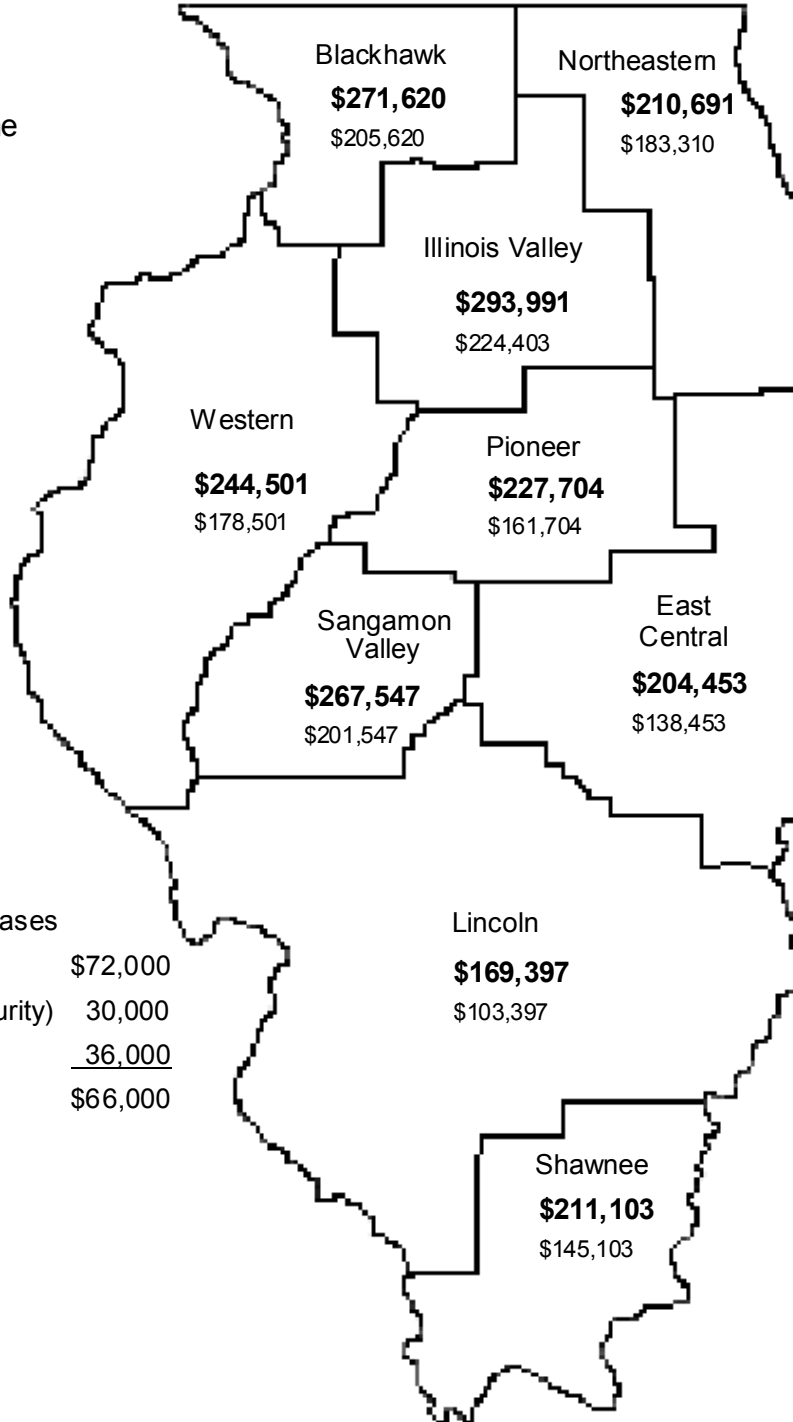 Blackhawk
$271,620
$205,620
Northeastern
$210,691
$183,310
e
Illinois Valley
$293,991
$224,403
Western
$244,501
$178,501
Pioneer
$227,704
$161,704
Sangamon
Valley
$267,547
$201,547
East
Central
$204,453
$138,453
Lincoln
$169,397
$103,397
ases
$72,000
urity) 30,000
36,000
$66,000
Shawnee
$211,103
$145,103